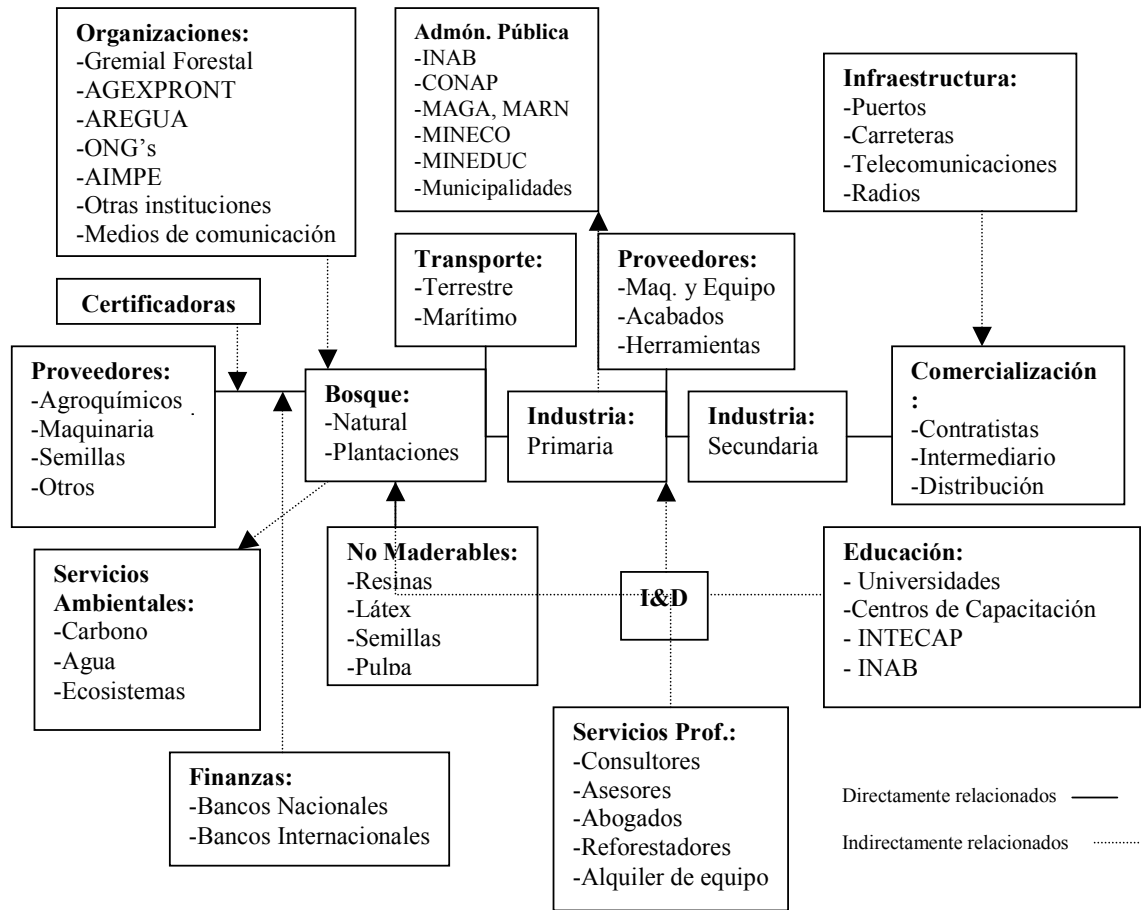 Organizaciones:
-Gremial Forestal
-AGEXPRONT
-AREGUA
-ONG’s
-AIMPE
-Otras instituciones
-Medios de comunicación
Admón. Pública
-INAB
-CONAP
-MAGA, MARN
-MINECO
-MINEDUC
-Municipalidades
Infraestructura:
-Puertos
-Carreteras
-Telecomunicaciones
-Radios
Certificadoras
Transporte:
-Terrestre
-Marítimo
Proveedores:
-Maq. y Equipo
-Acabados
-Herramientas
Proveedores:
-Agroquímicos
-Maquinaria
-Semillas
-Otros
Bosque:
-Natural
-Plantaciones
Industria:
Primaria
Industria:
Secundaria
Comercialización
:
-Contratistas
-Intermediario
-Distribución
Servicios
Ambientales:
-Carbono
-Agua
-Ecosistemas
No Maderables:
-Resinas
-Látex
-Semillas
-Pulpa
I&D
Educación:
- Universidades
-Centros de Capacitación
- INTECAP
- INAB
Finanzas:
-Bancos Nacionales
-Bancos Internacionales
Servicios Prof.:
-Consultores
-Asesores
-Abogados
-Reforestadores
-Alquiler de equipo
Directamente relacionados
Indirectamente relacionados